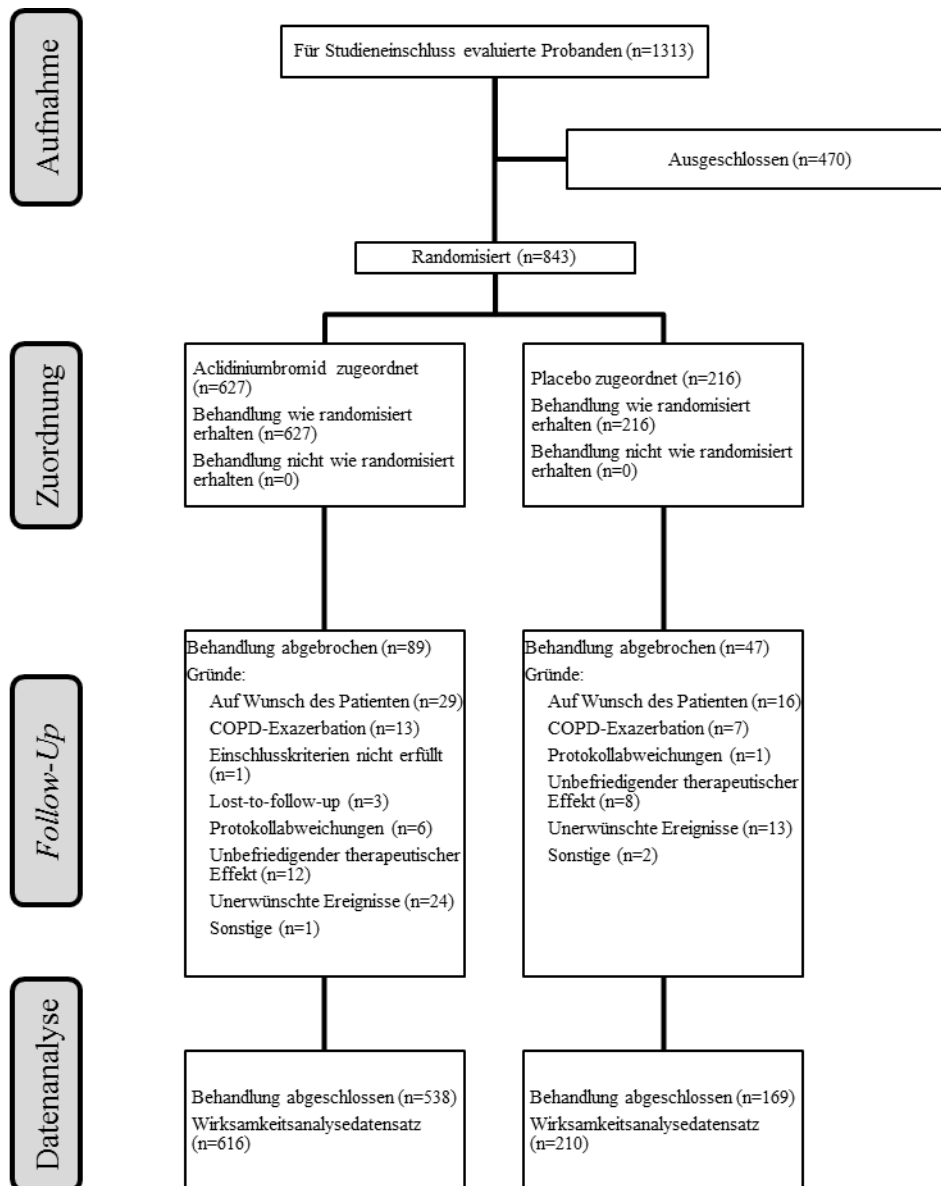 Aufnahme
Für Studieneinschluss evaluierte Probanden (n=1313)
Ausgeschlossen (n=470)
Randomisiert (n=843)
Zuordnung
Aclidiniumbromid zugeordnet
(n=627)
Behandlung wie randomisiert
erhalten (n=627)
Behandlung nicht wie randomisiert
erhalten (n=0)
Placebo zugeordnet (n=216)
Behandlung wie randomisiert
erhalten (n=216)
Behandlung nicht wie randomisiert
erhalten (n=0)
Follow-Up
Behandlung abgebrochen (n=89)
Gründe:
Auf Wunsch des Patienten (n=29)
COPD-Exazerbation (n=13)
Einschlusskriterien nicht erfüllt
(n=1)
Lost-to-follow-up (n=3)
Protokollabweichungen (n=6)
Unbefriedigender therapeutischer
Effekt (n=12)
Unerwünschte Ereignisse (n=24)
Sonstige (n=1)
Behandlung abgebrochen (n=47)
Gründe:
Auf Wunsch des Patienten (n=16)
COPD-Exazerbation (n=7)
Protokollabweichungen (n=1)
Unbefriedigender therapeutischer
Effekt (n=8)
Unerwünschte Ereignisse (n=13)
Sonstige (n=2)
Datenanalyse
Behandlung abgeschlossen (n=538)
Wirksamkeitsanalysedatensatz
(n=616)
Behandlung abgeschlossen (n=169)
Wirksamkeitsanalysedatensatz
(n=210)